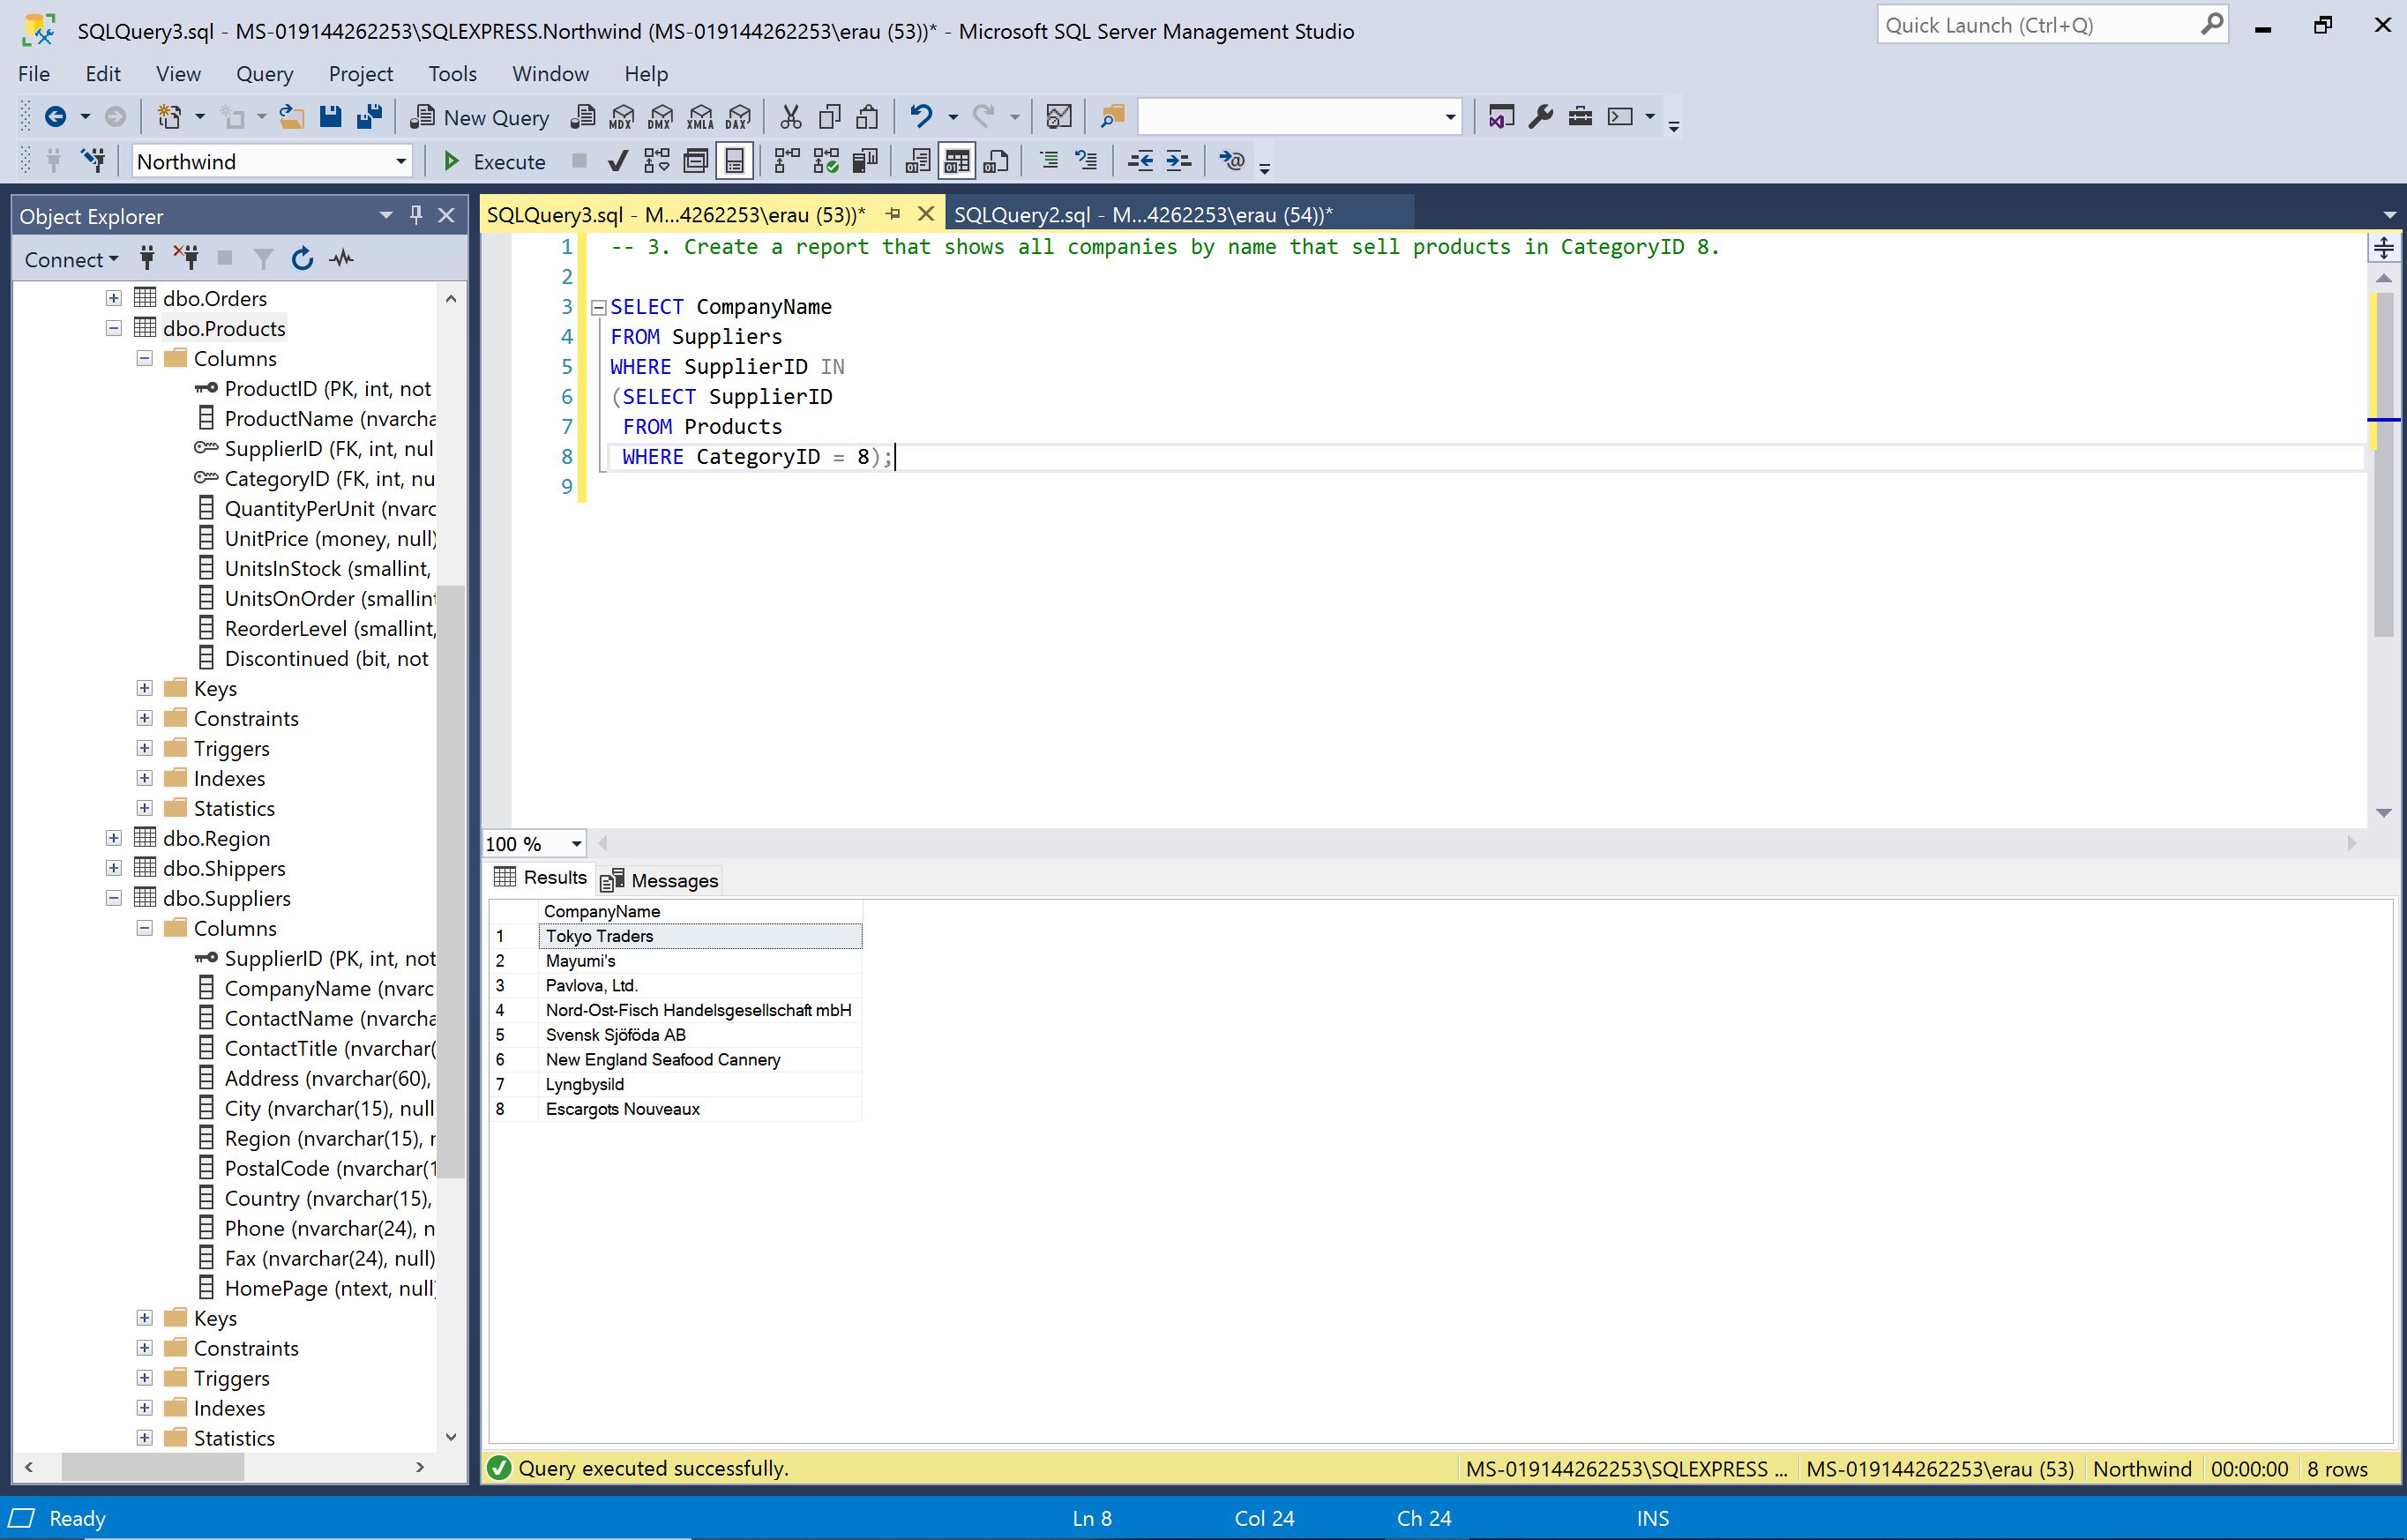 SQLQuery3.sql - MS-019144262253\SQLEXPRESS.Northwind (MS-019144262253\erau (53))* - Microsoft SQL Server Management Studio
Quick Launch (Ctrl+Q)
File Edit View Query Project Tools Window Help
New Query MDX DMX XMLA DAX
Northwind Execute
Object Explorer
Connect
dbo.Orders
dbo.Products
Columns
ProductID (PK, int, not
ProductName (nvarcha
SupplierID (FK, int, nul
CategoryID (FK, int, nu
QuantityPerUnit (nvarc
UnitPrice (money, null)
UnitsInStock (smallint,
UnitsOnOrder (smallint
ReorderLevel (smallint,
Discontinued (bit, not
Keys
Constraints
Triggers
Indexes
Statistics
dbo.Region
dbo.Shippers
dbo.Suppliers
Columns
SupplierID (PK, int, not
CompanyName (nvarc
ContactName (nvarcha
ContactTitle (nvarchar(
Address (nvarchar(60),
City (nvarchar(15), null
Region (nvarchar(15), r
PostalCode (nvarchar(1
Country (nvarchar(15),
Phone (nvarchar(24), n
Fax (nvarchar(24), null)
HomePage (ntext, null)
Keys
Constraints
Triggers
Indexes
Statistics
SQLQuery3.sql - M...4262253\erau (53))* SQLQuery2.sql - M...4262253\erau (54))*
1 -- 3. Create a report that shows all companies by name that sell products in CategoryID 8.
2
3 SELECT CompanyName
4 FROM Suppliers
5 WHERE SupplierID IN
6 (SELECT SupplierID
7 FROM Products
8 WHERE CategoryID = 8);
9
100 %
Results Messages
CompanyName
1 Tokyo Traders
2 Mayumi's
3 Pavlova, Ltd.
4 Nord-Ost-Fisch Handelsgesellschaft mbH
5 Svensk Sjöföda AB
6 New England Seafood Cannery
7 Lyngbysild
8 Escargots Nouveaux
Query executed successfully. MS-019144262253\SQLEXPRESS ... MS-019144262253\erau (53) Northwind 00:00:00 8 rows
Ready Ln 8 Col 24 Ch 24 INS